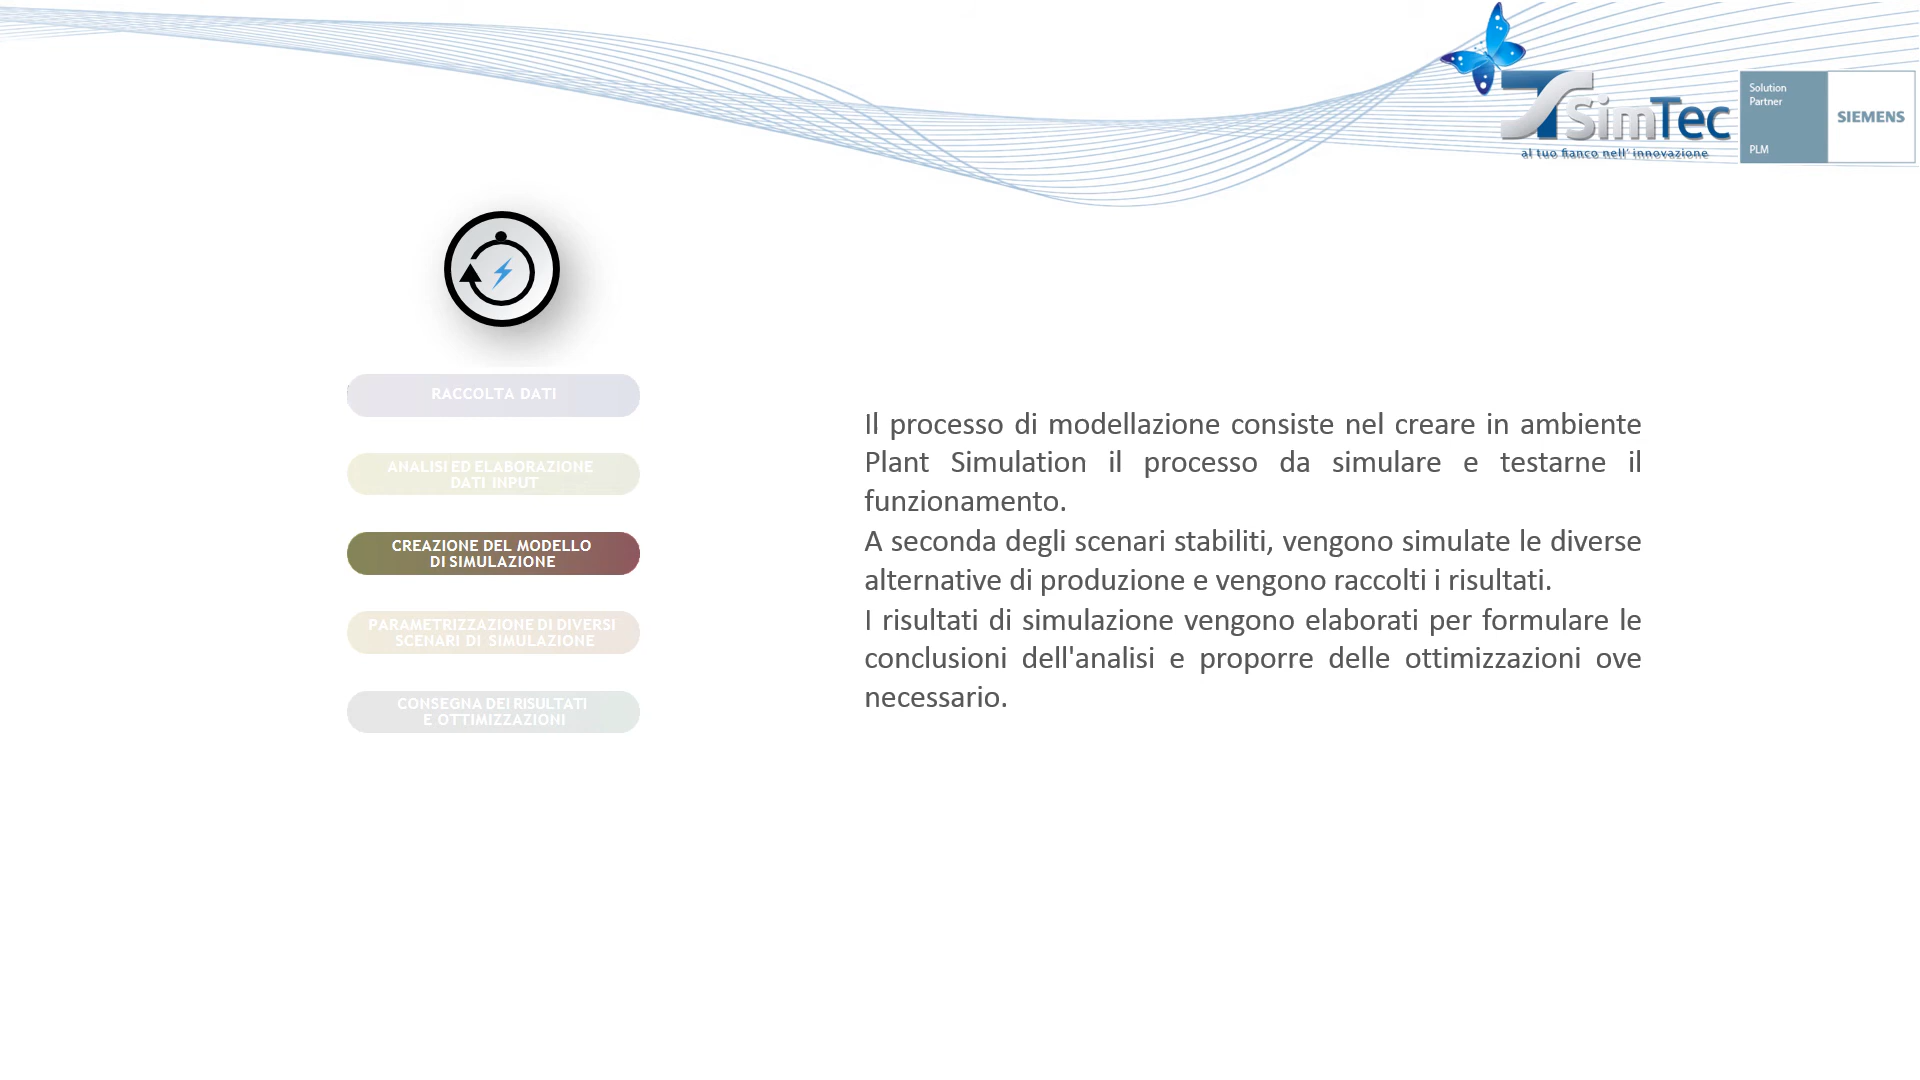 SimTec
al tuo fianco nell' innovazione
Solution
Partner
PLM
SIEMENS
RACCOLTA DATI
ANALISI ED ELABORAZIONE
DATI INPUT
CREAZIONE DEL MODELLO
DI SIMULAZIONE
PARAMETRIZZAZIONE DI DIVERSI
SCENARI DI SIMULAZIONE
CONSEGNA DEI RISULTATI
E OTTIMIZZAZIONI
Il processo di modellazione consiste nel creare in ambiente
Plant Simulation il processo da simulare e testarne il
funzionamento.
A seconda degli scenari stabiliti, vengono simulate le diverse
alternative di produzione e vengono raccolti i risultati.
I risultati di simulazione vengono elaborati per formulare le
conclusioni dell'analisi e proporre delle ottimizzazioni ove
necessario.